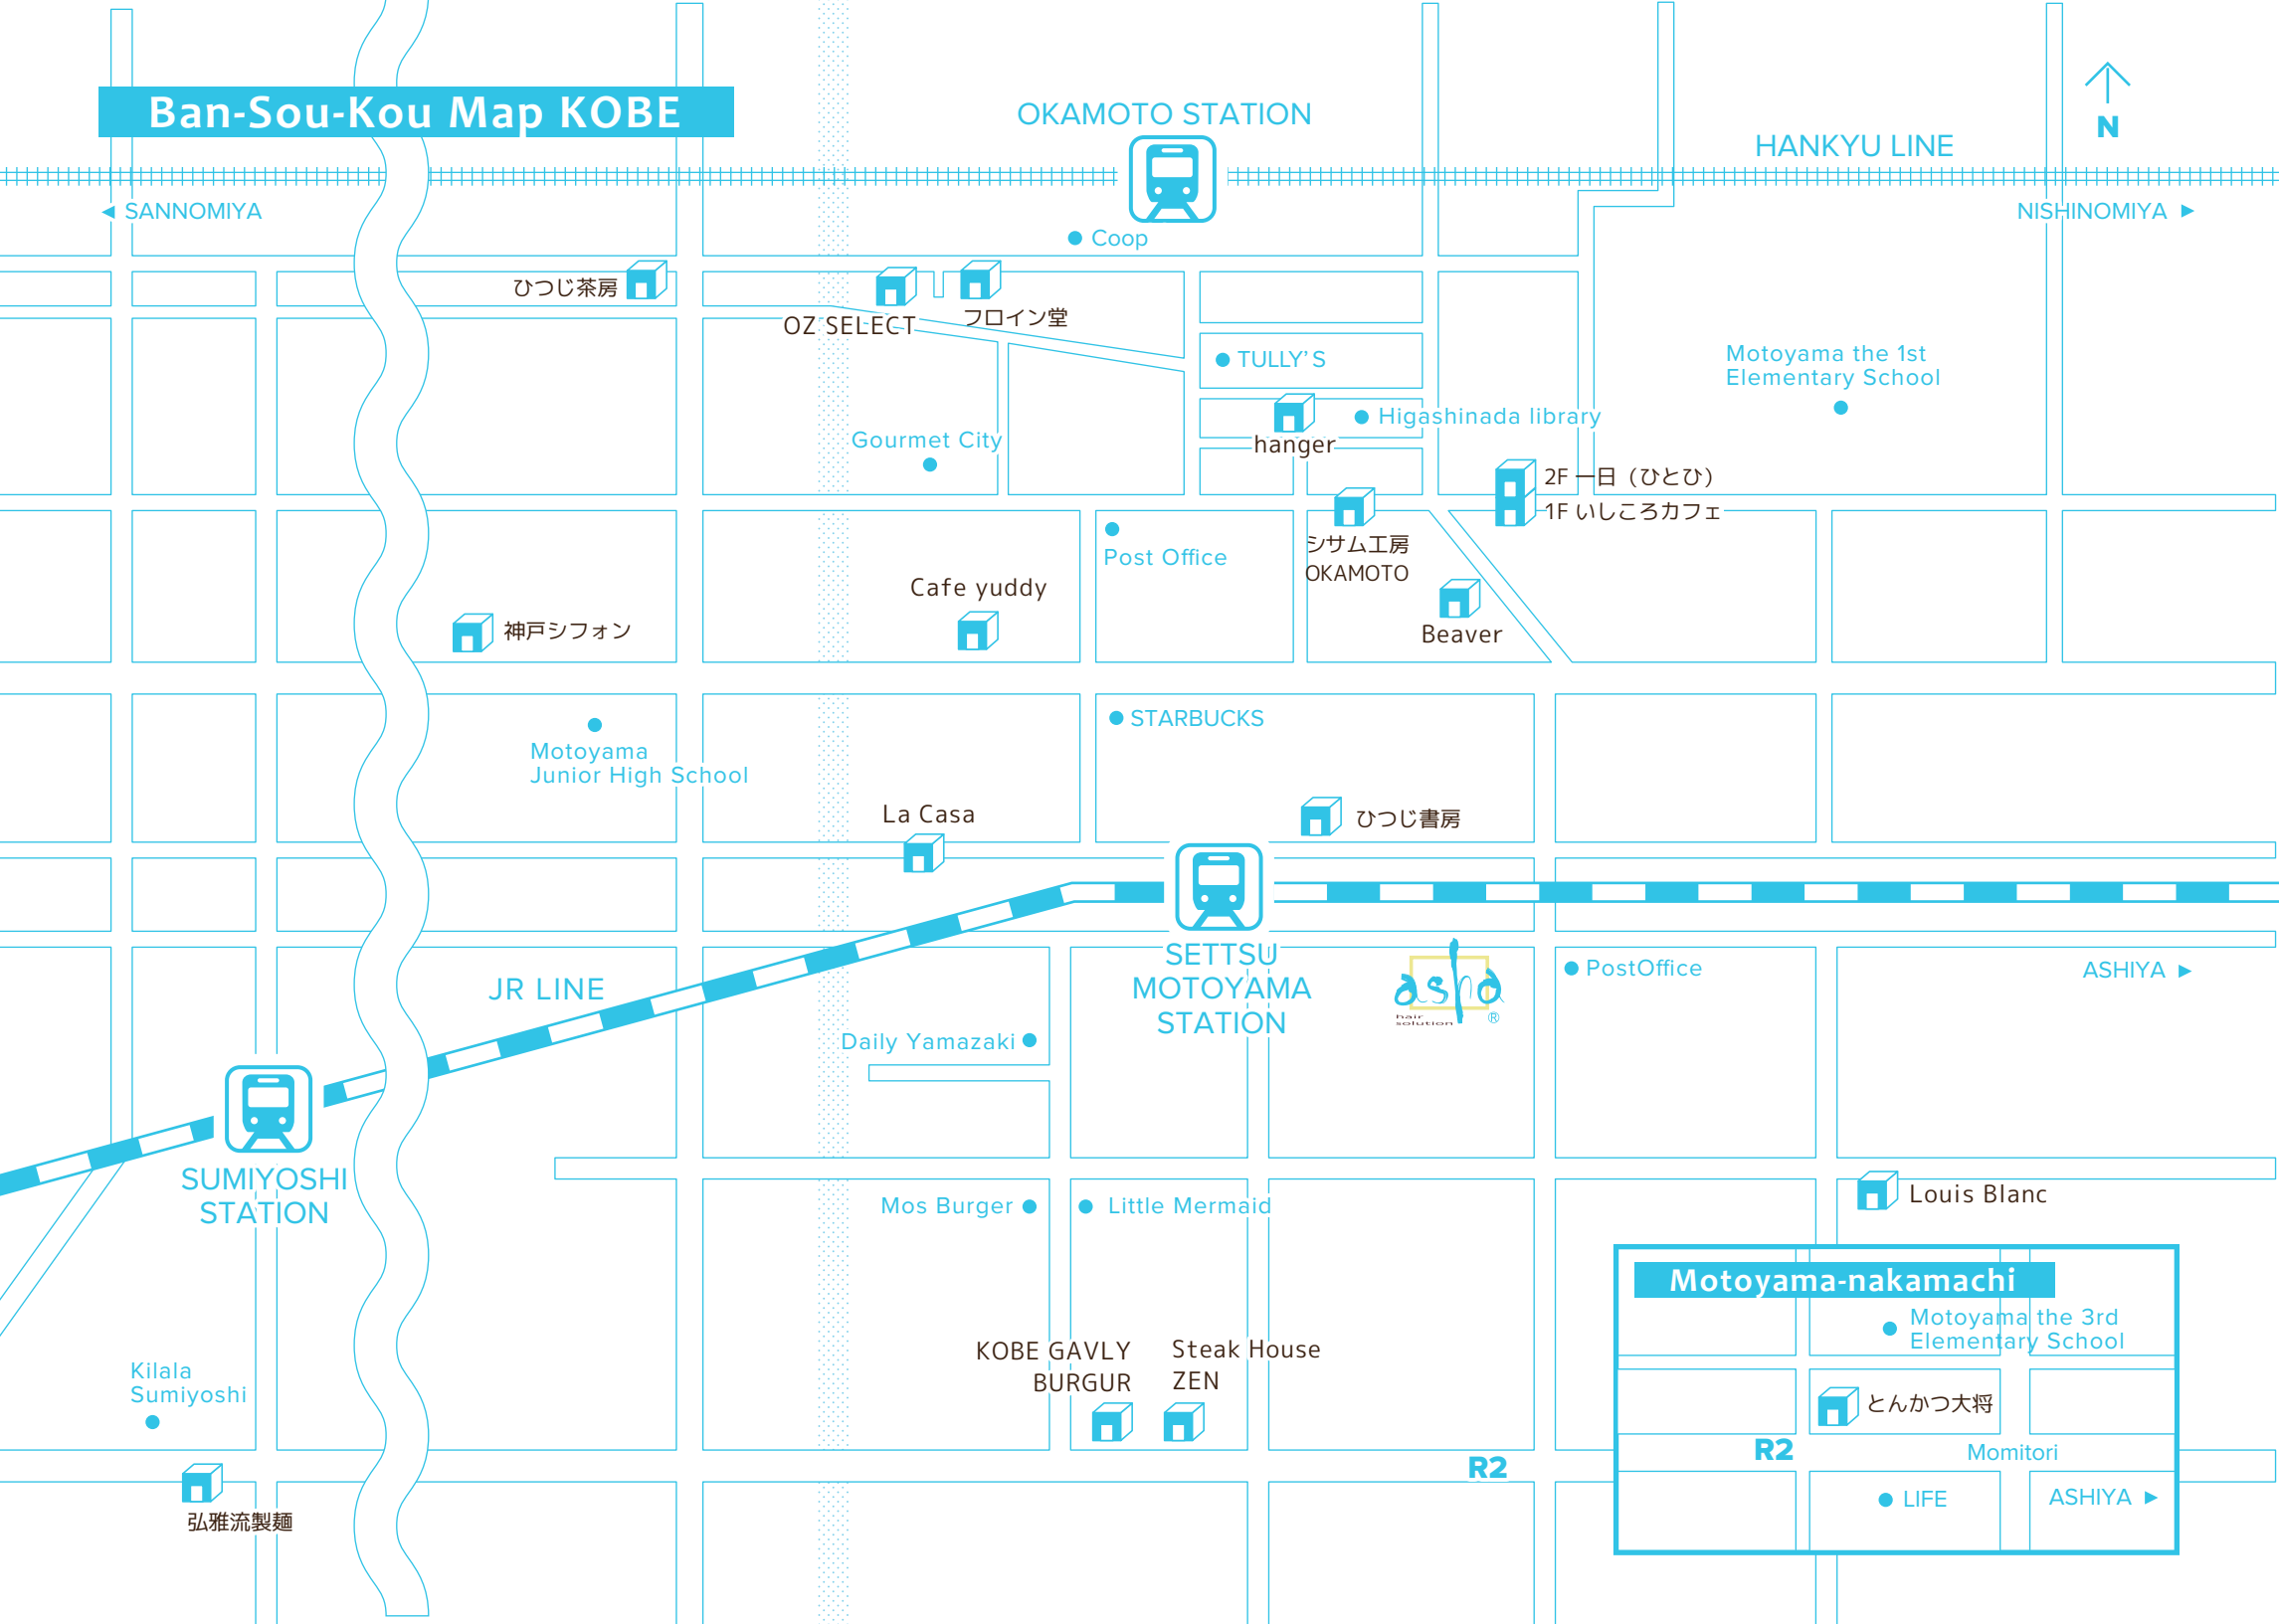 Ban-Sou-Kou Map KOBE
OKAMOTO STATION
HANKYU LINE
N
◄ SANNOMIYA
NISHINOMIYA ►
Coop
ひつじ茶房
OZ SELECT
フロイン堂
TULLY'S
Motoyama the 1st
Elementary School
Higashinada library
hanger
Gourmet City
2F 一日（ひとひ）
1F いしころカフェ
Post Office
シサム工房
OKAMOTO
Cafe yuddy
Beaver
神戸シフォン
STARBUCKS
Motoyama
Junior High School
La Casa
ひつじ書房
SETTSU
MOTOYAMA
STATION
JR LINE
asha
hair
solution
®
PostOffice
ASHIYA ►
Daily Yamazaki
SUMIYOSHI
STATION
Mos Burger
Little Mermaid
Louis Blanc
Motoyama-nakamachi
Motoyama the 3rd
Elementary School
KOBE GAVLY
BURGUR
Steak House
ZEN
Kilala
Sumiyoshi
とんかつ大将
R2
Momitori
R2
LIFE
ASHIYA ►
弘雅流製麺